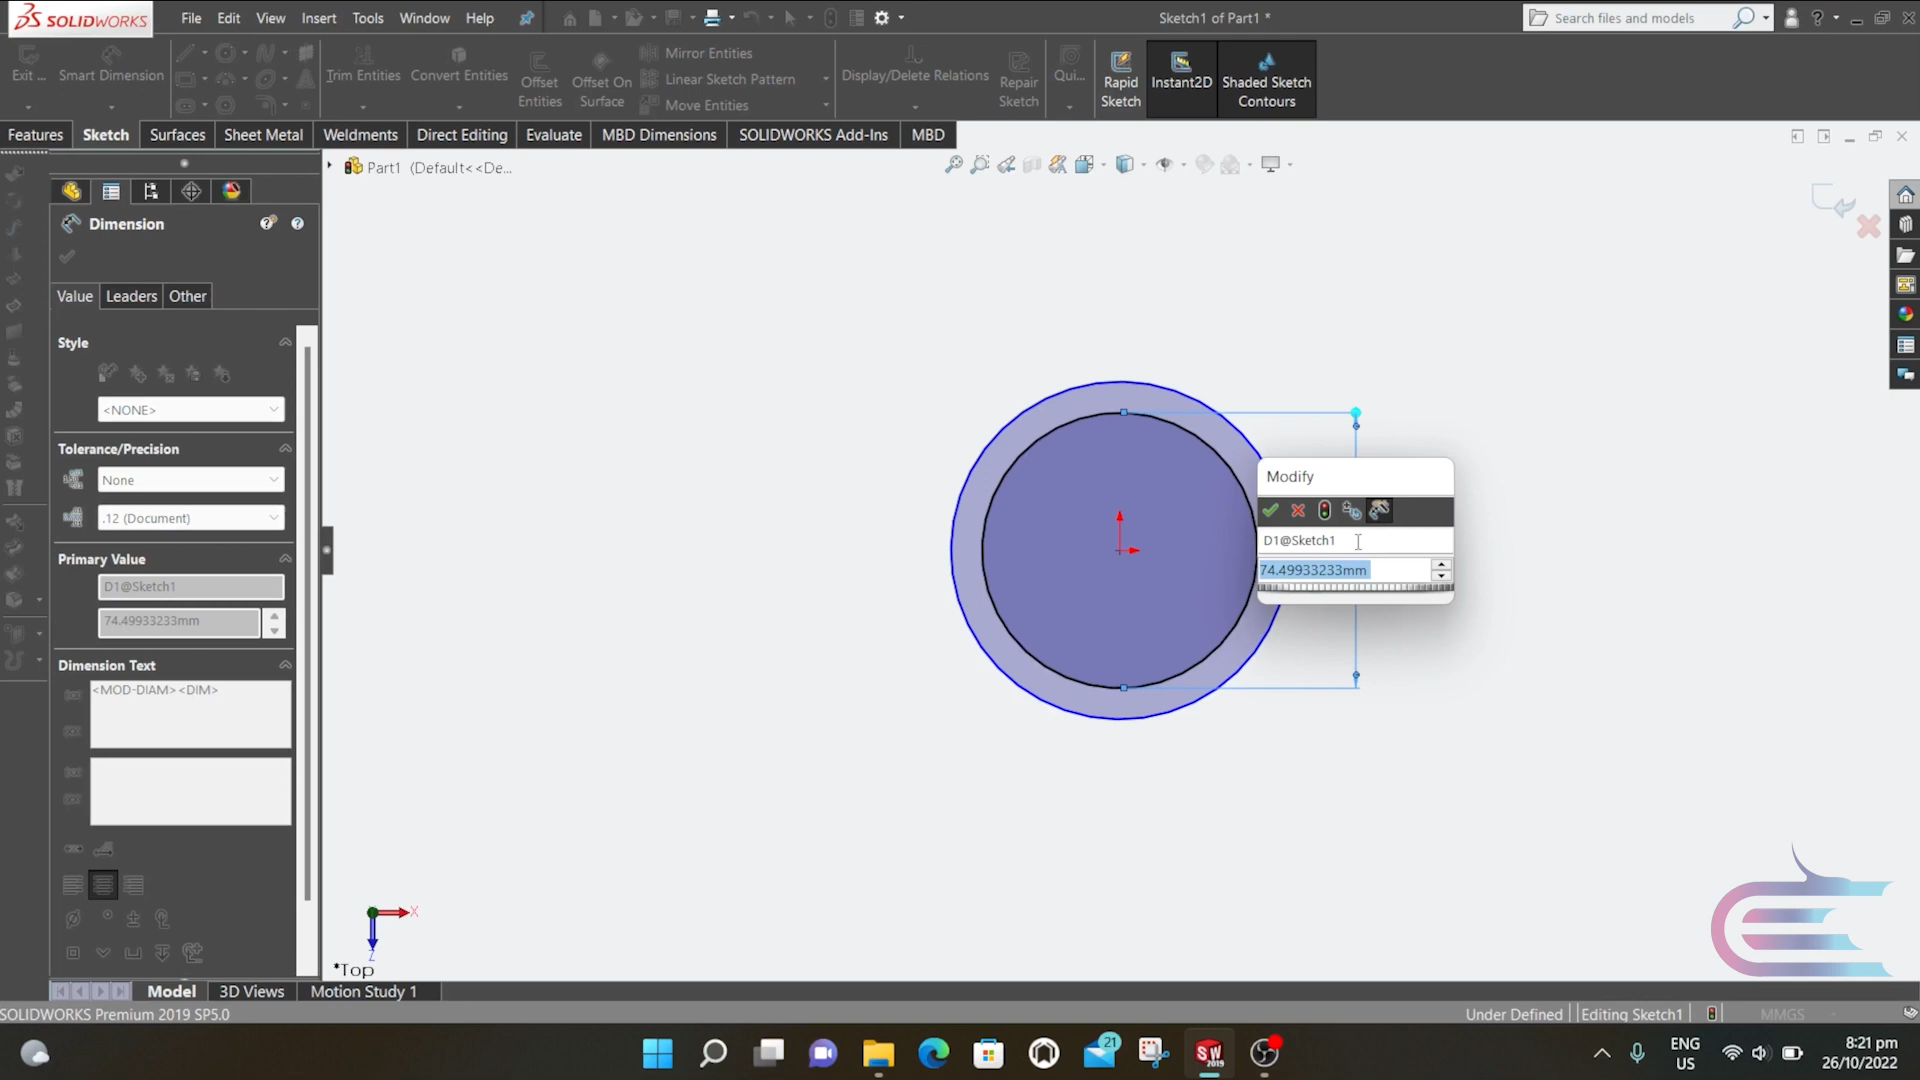 SOLIDWORKS File Edit View Insert Tools Window Help Sketch1 of Part1 * Search files and models
Exit ... Smart Dimension Trim Entities Convert Entities Offset Entities Offset On Surface Mirror Entities Linear Sketch Pattern Move Entities Display/Delete Relations Repair Sketch Qui... Rapid Sketch Instant2D Shaded Sketch Contours
Features Sketch Surfaces Sheet Metal Weldments Direct Editing Evaluate MBD Dimensions SOLIDWORKS Add-Ins MBD
Part1 (Default<<De...
Dimension
Value Leaders Other
Style
<NONE>
Tolerance/Precision
None
.12 (Document)
Primary Value
D1@Sketch1
74.49933233mm
Dimension Text
<MOD-DIAM><DIM>
Modify
D1@Sketch1
74.49933233mm
X
Z
*Top
Model 3D Views Motion Study 1
SOLIDWORKS Premium 2019 SP5.0 Under Defined Editing Sketch1 MMGS
21
SW
2019
ENG
US
8:21 pm
26/10/2022